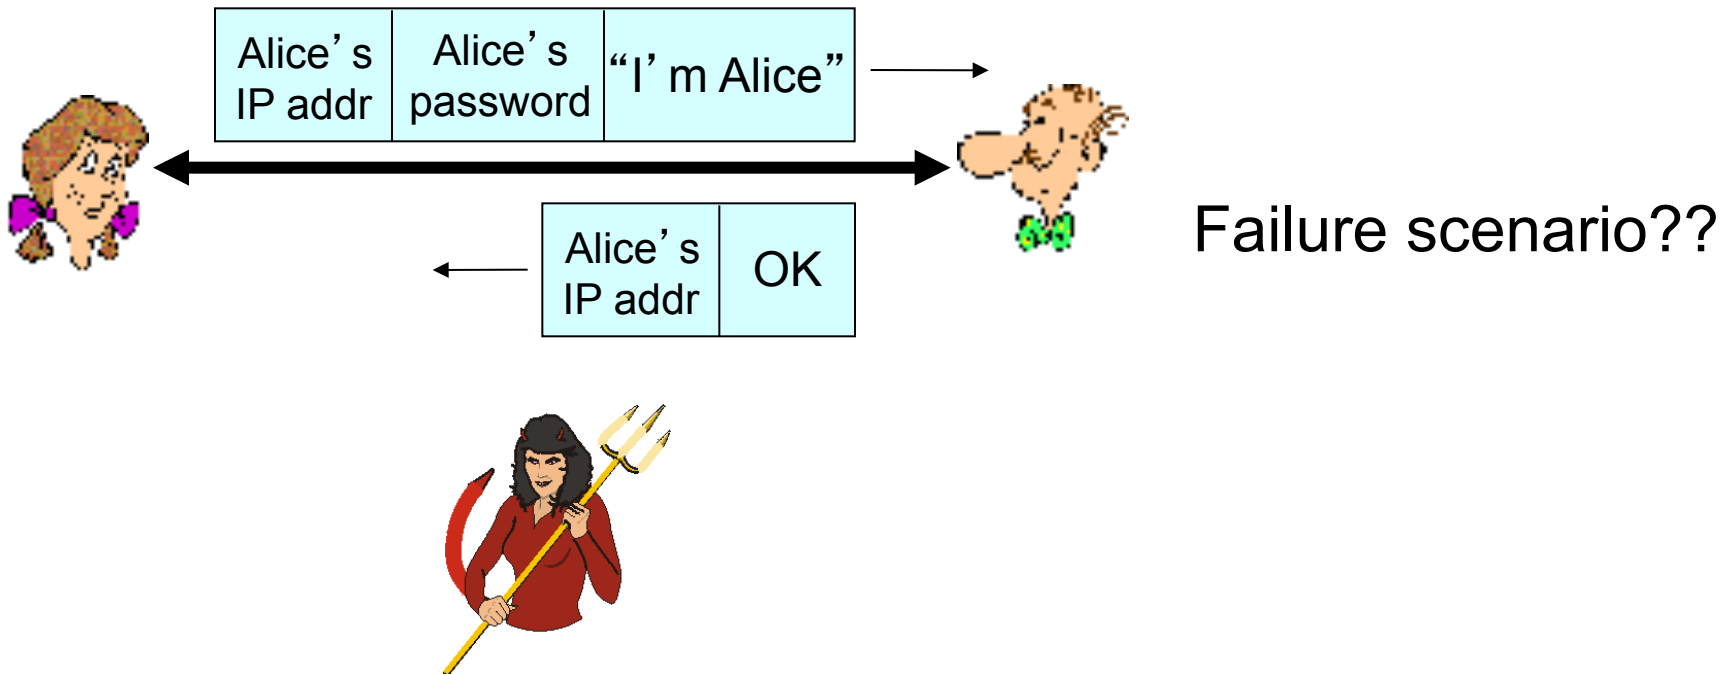 Alice’s
IP addr
Alice’s
password
“I’m Alice”
Failure scenario??
Alice’s
IP addr
OK